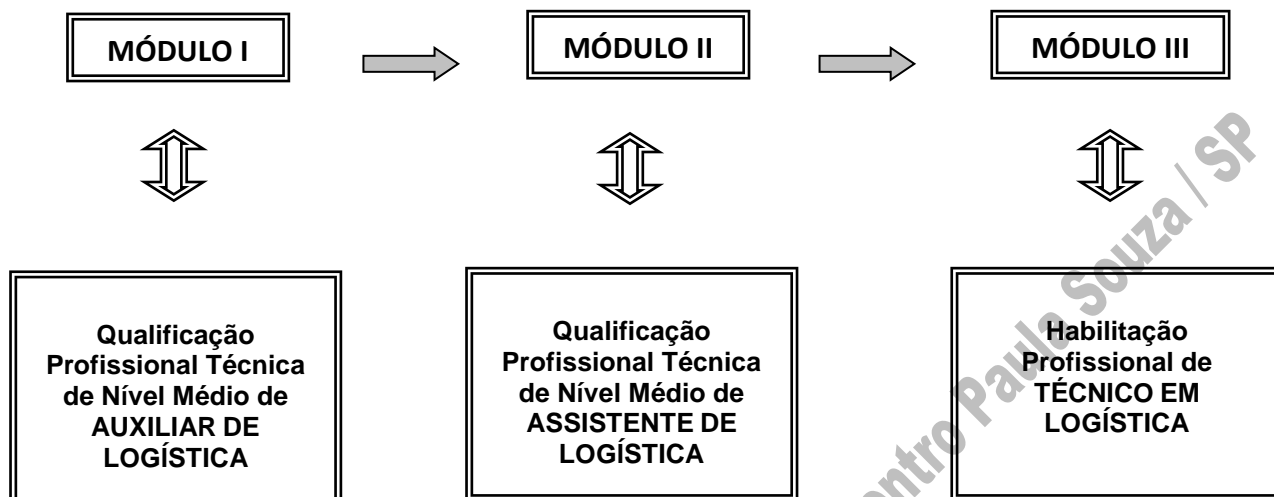 MÓDULO I
MÓDULO II
MÓDULO III
Qualificação
Profissional Técnica
de Nível Médio de
AUXILIAR DE
LOGÍSTICA
Qualificação
Profissional Técnica
de Nível Médio de
ASSISTENTE DE
LOGÍSTICA
Habilitação
Profissional de
TÉCNICO EM
LOGÍSTICA
entro Paula Souza / SP